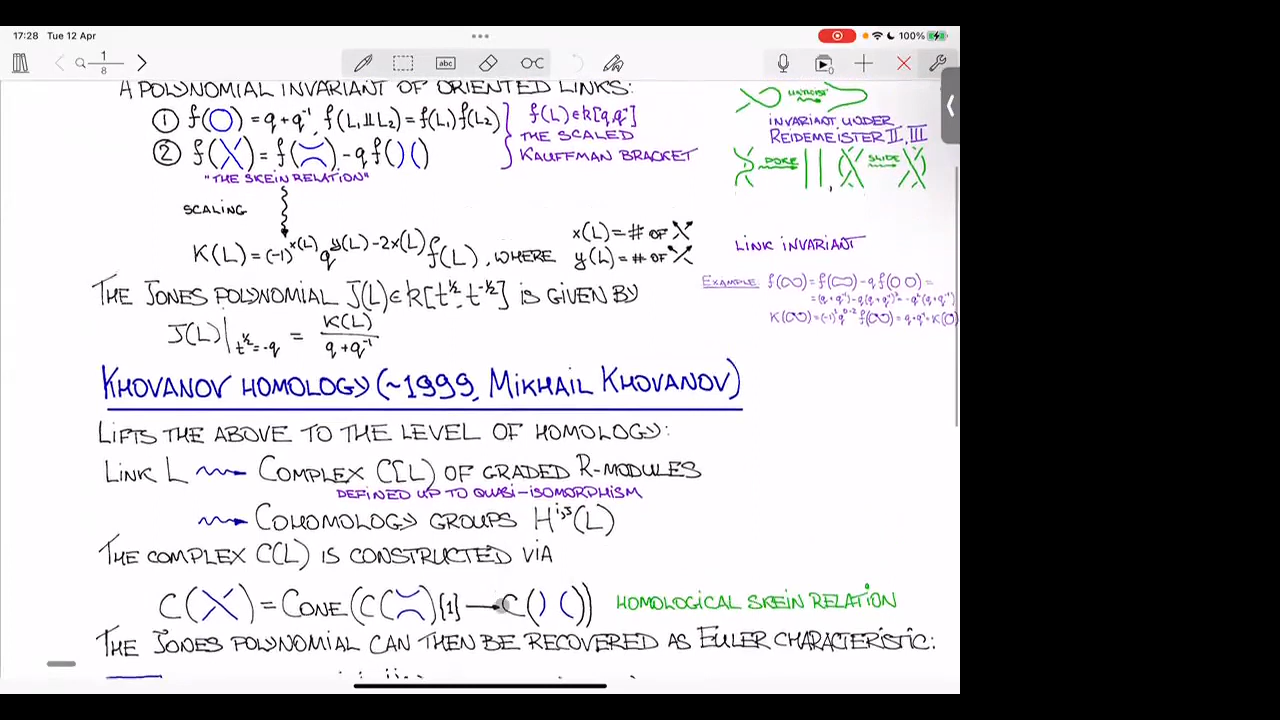 17:28 Tue 12 Apr
100%
1
8
abc
0
A POLYNOMIAL INVARIANT OF ORIENTED LINKS:
① f(O) = q + q⁻¹, f(L₁⊔L₂) = f(L₁) f(L₂)
② f(X) = f(≍) - q f()()
"THE SKEIN RELATION"
f(L) ∈ k[q,q⁻¹]
THE SCALED
KAUFFMAN BRACKET
UNTWIST
INVARIANT UNDER
REIDEMEISTER II, III
POKE
SLIDE
SCALING
K(L) = (-1)^x(L) q^y(L)-2x(L) f(L), WHERE
x(L) = # OF
y(L) = # OF
LINK INVARIANT
THE JONES POLYNOMIAL J(L) ∈ k[t^½, t^-½] IS GIVEN BY
J(L)|t^½=-q = K(L) / q + q⁻¹
EXAMPLE
KHOVANOV HOMOLOGY (~1999, MIKHAIL KHOVANOV)
LIFTS THE ABOVE TO THE LEVEL OF HOMOLOGY:
LINK L ⇝ COMPLEX C(L) OF GRADED R-MODULES
DEFINED UP TO QUASI-ISOMORPHISM
⇝ COHOMOLOGY GROUPS H^i,j(L)
THE COMPLEX C(L) IS CONSTRUCTED VIA
C(X) = CONE(C(≍)[1] → C()())
HOMOLOGICAL SKEIN RELATION
THE JONES POLYNOMIAL CAN THEN BE RECOVERED AS EULER CHARACTERISTIC: